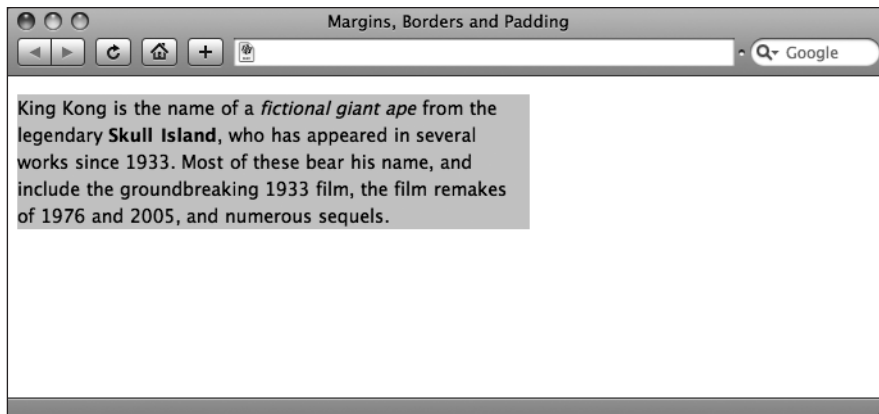 Margins, Borders and Padding
Google
King Kong is the name of a fictional giant ape from the
legendary Skull Island, who has appeared in several
works since 1933. Most of these bear his name, and
include the groundbreaking 1933 film, the film remakes
of 1976 and 2005, and numerous sequels.